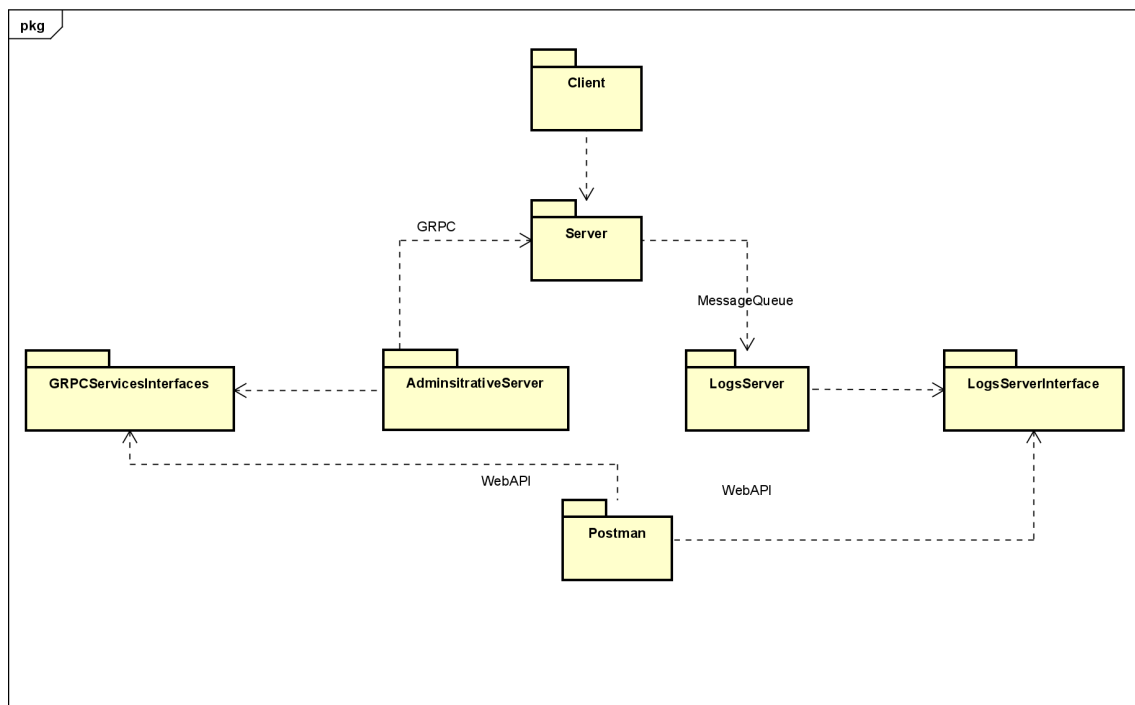 pkg
Client
GRPC
Server
MessageQueue
GRPCServicesInterfaces
AdminsitrativeServer
LogsServer
LogsServerInterface
WebAPI
WebAPI
Postman